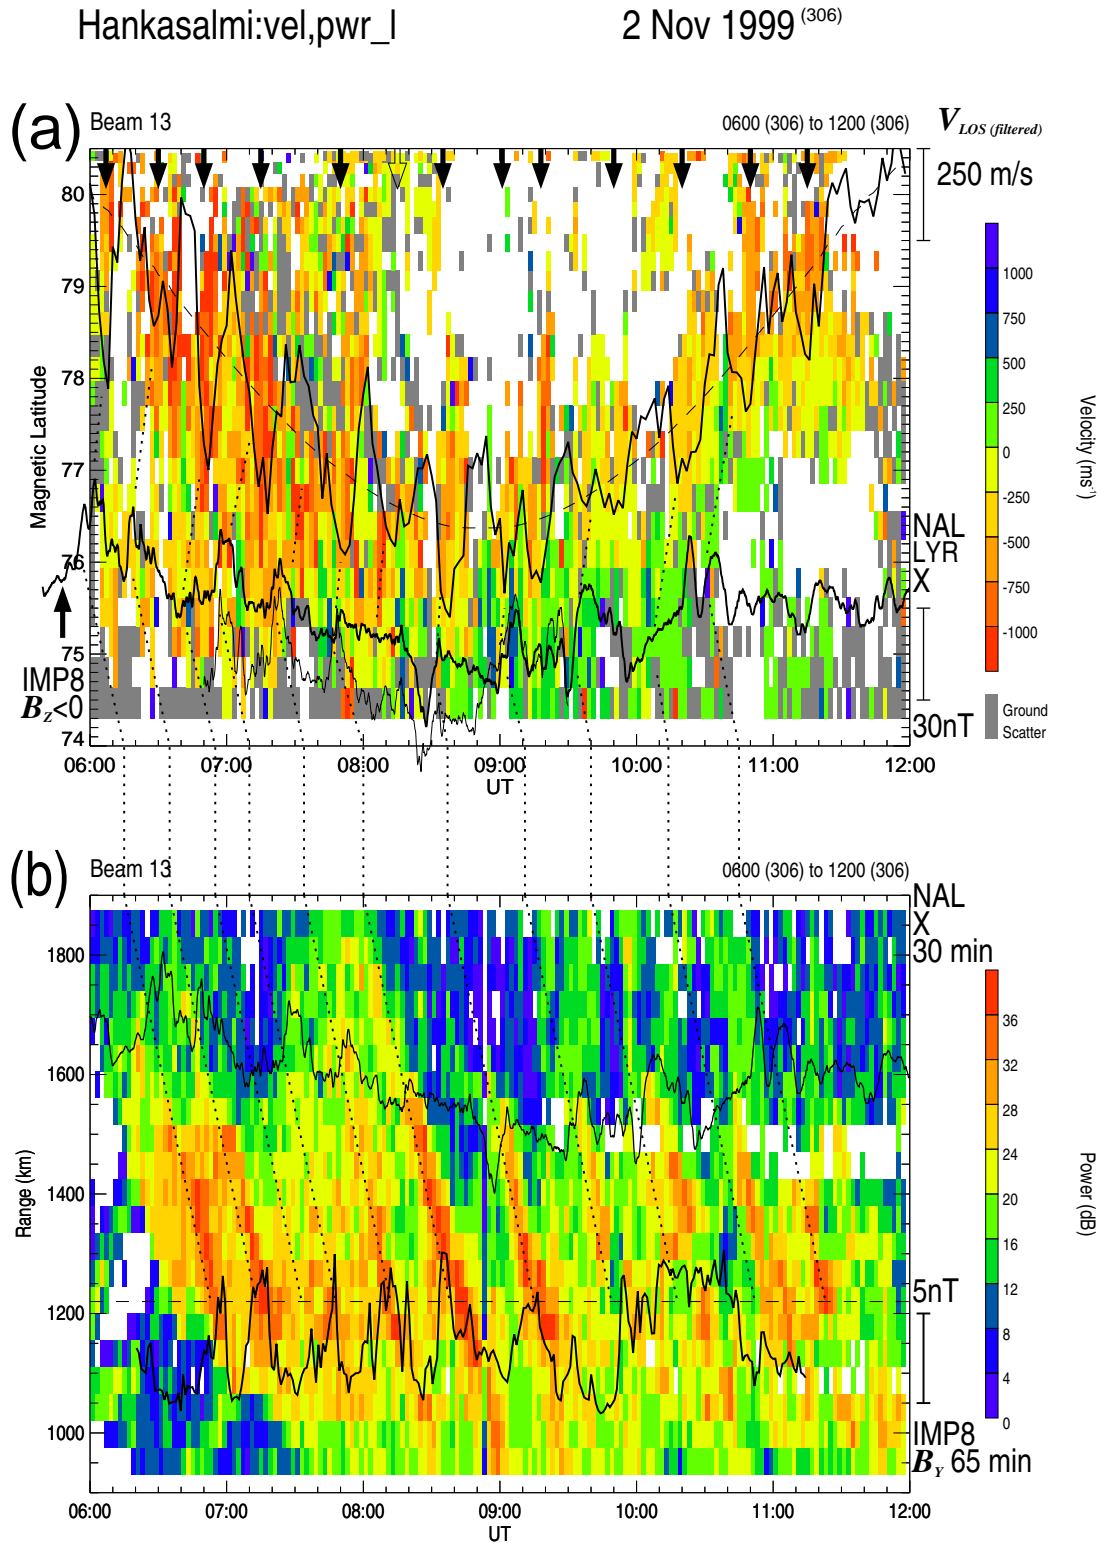 Hankasalmi:vel,pwr_l 2 Nov 1999 (306)
(a) Beam 13 0600 (306) to 1200 (306) V LOS (filtered)
250 m/s
80
79
78
77
76
75
74
Magnetic Latitude
1000
750
500
250
0
-250
-500
-750
-1000
Velocity (ms⁻¹)
Ground
Scatter
NAL
LYR
X
30nT
IMP8
B Z<0
06:00 07:00 08:00 09:00 10:00 11:00 12:00
UT
(b) Beam 13 0600 (306) to 1200 (306)
NAL
X
30 min
1800
1600
1400
1200
1000
Range (km)
36
32
28
24
20
16
12
8
4
0
Power (dB)
5nT
IMP8
B Y 65 min
06:00 07:00 08:00 09:00 10:00 11:00 12:00
UT